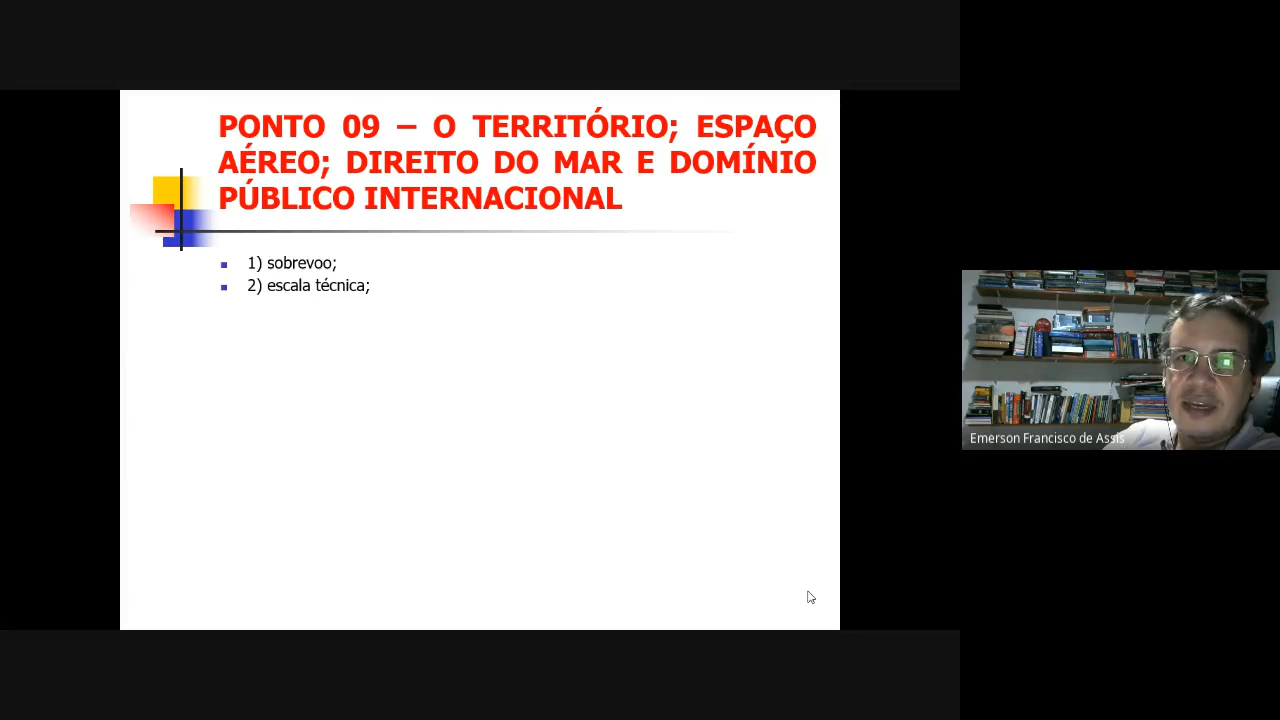 PONTO 09 – O TERRITÓRIO; ESPAÇO
AÉREO; DIREITO DO MAR E DOMÍNIO
PÚBLICO INTERNACIONAL
1) sobrevoo;
2) escala técnica;
Emerson Francisco de Assis